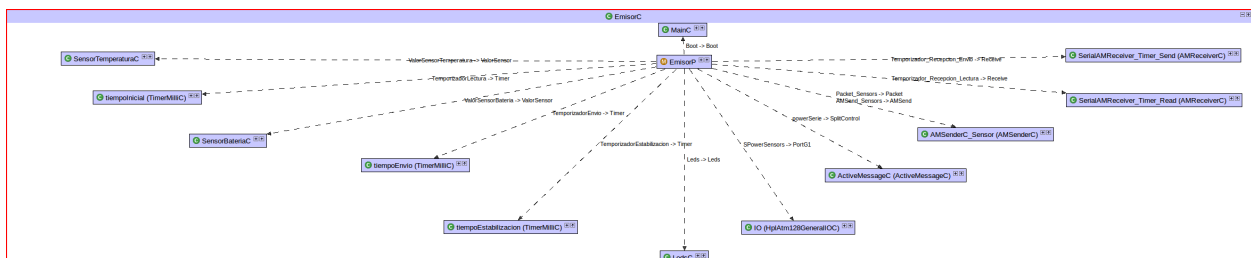 EmisorC
MainC
Boot -> Boot
SensorTemperaturaC
ValorSensorTemperatura -> ValorSensor
EmisorP
Temporizador_Recepcion_Envio -> Receive
SerialAMReceiver_Timer_Send (AMReceiverC)
TemporizadorLectura -> Timer
Temporizador_Recepcion_Lectura -> Receive
tiempoInicial (TimerMilliC)
ValorSensorBateria -> ValorSensor
Packet_Sensors -> Packet
AMSend_Sensors -> AMSend
SerialAMReceiver_Timer_Read (AMReceiverC)
TemporizadorEnvio -> Timer
powerSerie -> SplitControl
SensorBateriaC
AMSenderC_Sensor (AMSenderC)
TemporizadorEstabilizacion -> Timer
SPowerSensors -> PortG1
Leds -> Leds
tiempoEnvio (TimerMilliC)
ActiveMessageC (ActiveMessageC)
tiempoEstabilizacion (TimerMilliC)
IO (HplAtm128GeneralIOC)
LedsC